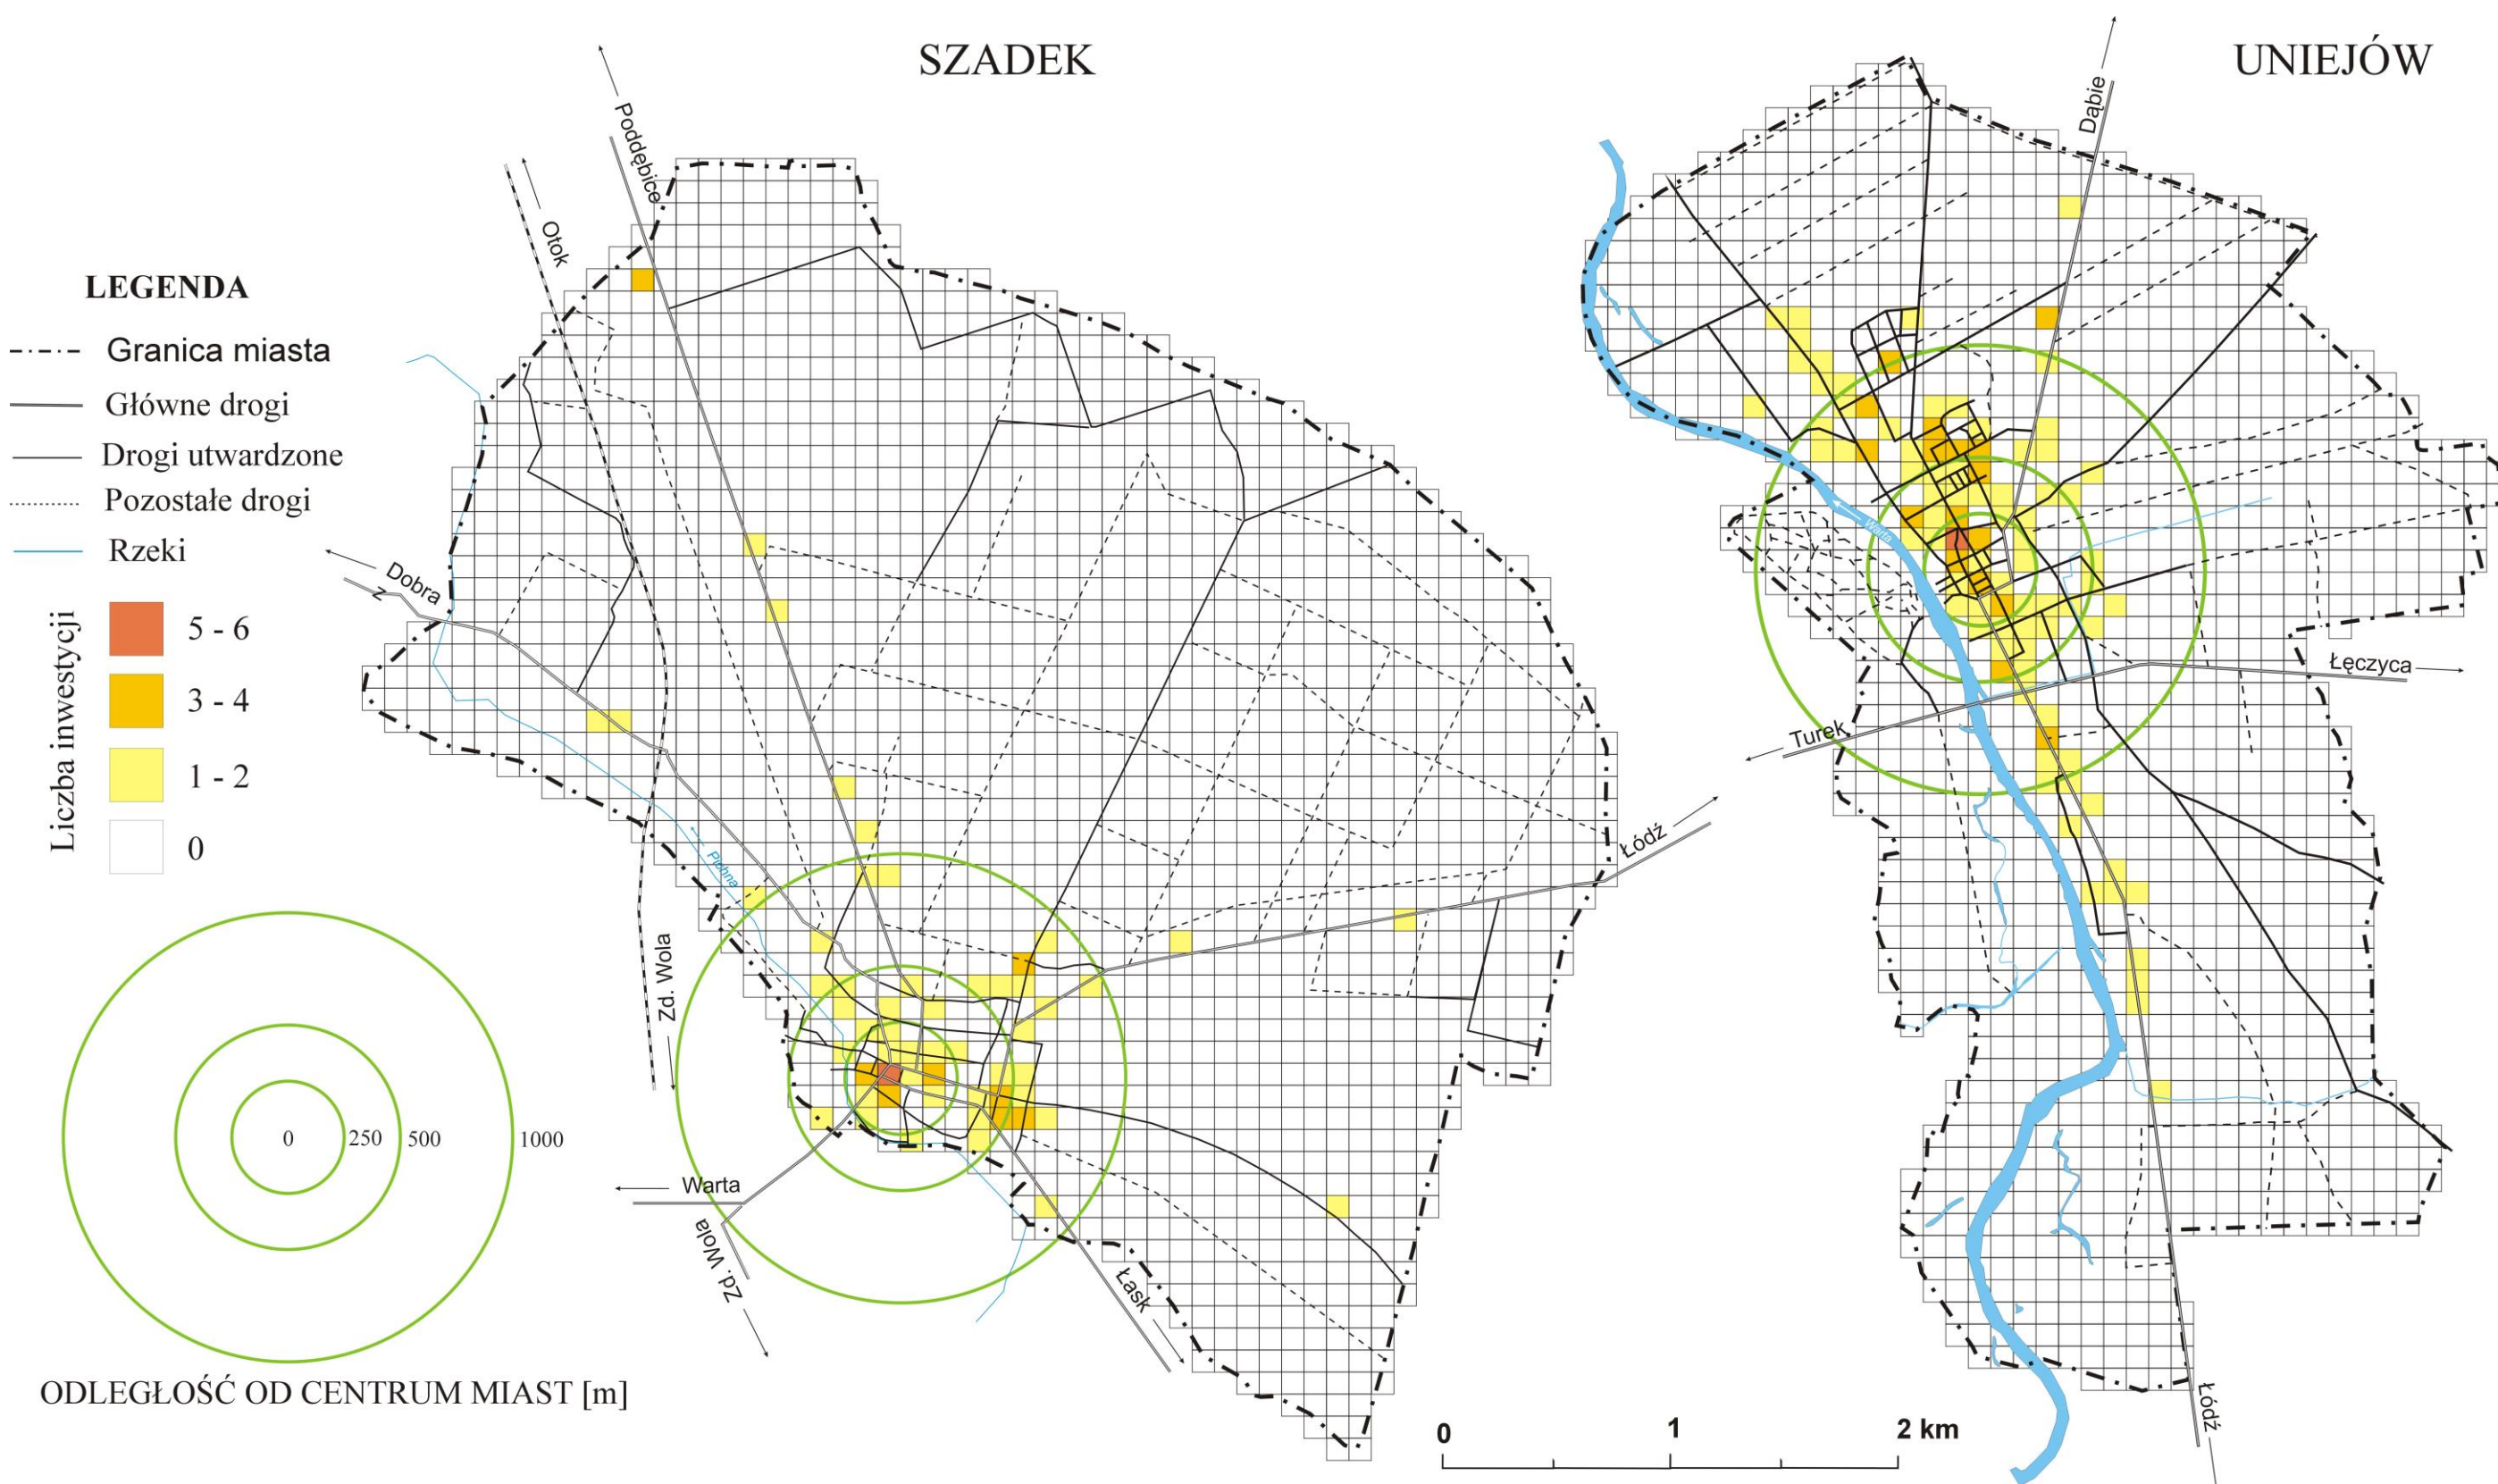 SZADEK
UNIEJÓW
Poddębice
Otok
Dąbie
LEGENDA
Granica miasta
Główne drogi
Drogi utwardzone
Pozostałe drogi
Rzeki
Liczba inwestycji
5 - 6
3 - 4
1 - 2
0
Dobra
Z
Warta
Łęczyca
Turek
Łódź
Pichna
Zd. Wola
Warta
Zd. Wola
Łask
0
250
500
1000
ODLEGŁOŚĆ OD CENTRUM MIAST [m]
0
1
2 km
Łódź